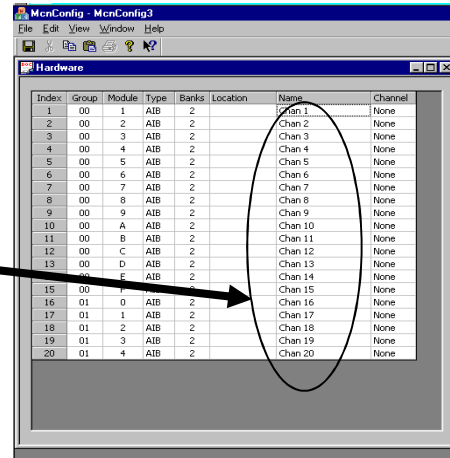 McnConfig - McnConfig3
File Edit View Window Help
Hardware
Index Group Module Type Banks Location Name Channel
1 00 1 AIB 2 Chan 1 None
2 00 2 AIB 2 Chan 2 None
3 00 3 AIB 2 Chan 3 None
4 00 4 AIB 2 Chan 4 None
5 00 5 AIB 2 Chan 5 None
6 00 6 AIB 2 Chan 6 None
7 00 7 AIB 2 Chan 7 None
8 00 8 AIB 2 Chan 8 None
9 00 9 AIB 2 Chan 9 None
10 00 A AIB 2 Chan 10 None
11 00 B AIB 2 Chan 11 None
12 00 C AIB 2 Chan 12 None
13 00 D AIB 2 Chan 13 None
14 00 E AIB 2 Chan 14 None
15 00 F AIB 2 Chan 15 None
16 01 0 AIB 2 Chan 16 None
17 01 1 AIB 2 Chan 17 None
18 01 2 AIB 2 Chan 18 None
19 01 3 AIB 2 Chan 19 None
20 01 4 AIB 2 Chan 20 None